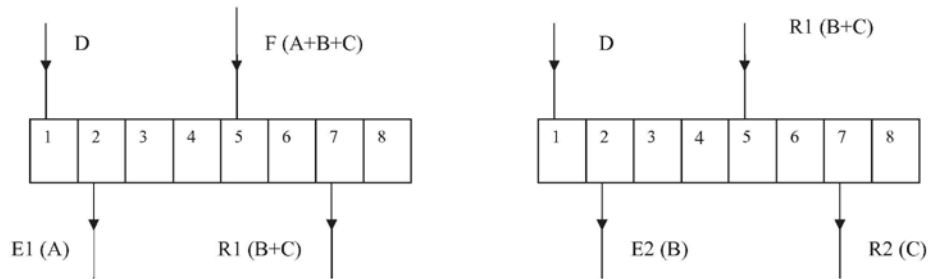 D
F (A+B+C)
1 2 3 4 5 6 7 8
E1 (A)
R1 (B+C)
D
R1 (B+C)
1 2 3 4 5 6 7 8
E2 (B)
R2 (C)